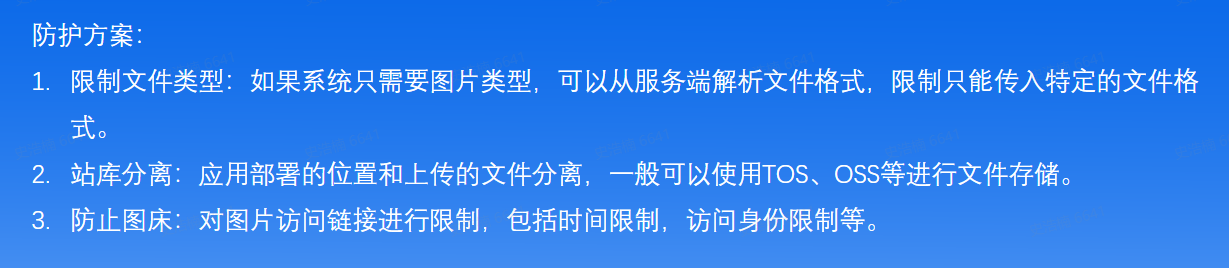 防护方案：
1. 限制文件类型：如果系统只需要图片类型，可以从服务端解析文件格式，限制只能传入特定的文件格
式。
2. 站库分离：应用部署的位置和上传的文件分离，一般可以使用TOS、OSS等进行文件存储。
3. 防止图床：对图片访问链接进行限制，包括时间限制，访问身份限制等。